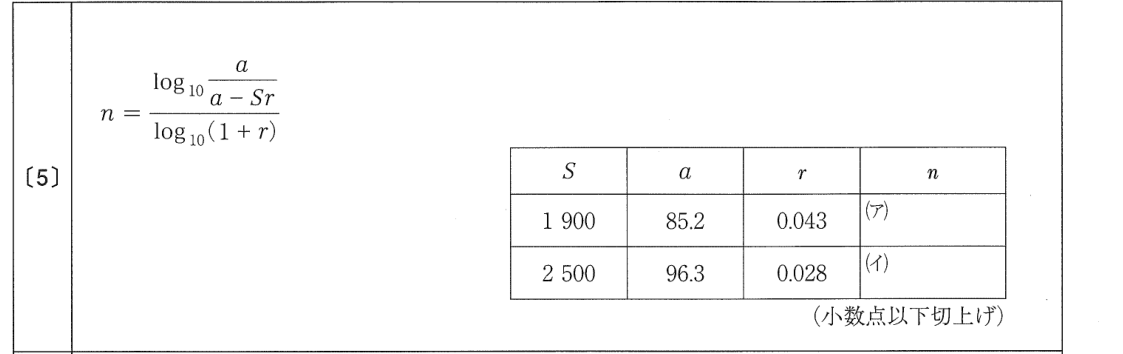 〔5〕
n = log₁₀ a/(a − Sr) / log₁₀(1 + r)
S a r n
1 900 85.2 0.043 (ア)
2 500 96.3 0.028 (イ)
(小数点以下切上げ)